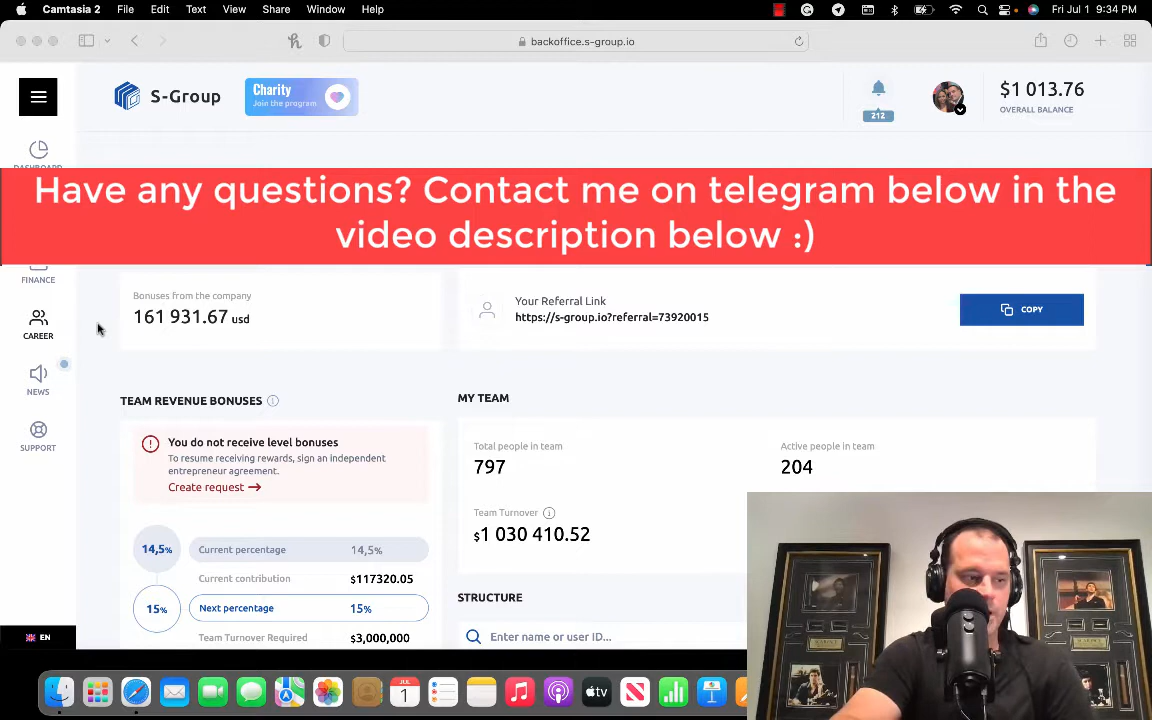 Camtasia 2 File Edit Text View Share Window Help Fri Jul 1 9:34 PM
backoffice.s-group.io
S-Group
Charity
Join the program
212
$1 013.76
OVERALL BALANCE
DASHBOARD
Have any questions? Contact me on telegram below in the
video description below :)
FINANCE
CAREER
NEWS
SUPPORT
EN
Bonuses from the company
161 931.67 usd
Your Referral Link
https://s-group.io?referral=73920015
COPY
TEAM REVENUE BONUSES
You do not receive level bonuses
To resume receiving rewards, sign an independent
entrepreneur agreement.
Create request
14,5%
Current percentage 14,5%
Current contribution $117320.05
15%
Next percentage 15%
Team Turnover Required $3,000,000
MY TEAM
Total people in team
797
Active people in team
204
Team Turnover
$1 030 410.52
STRUCTURE
Enter name or user ID...
JUL
1
tv